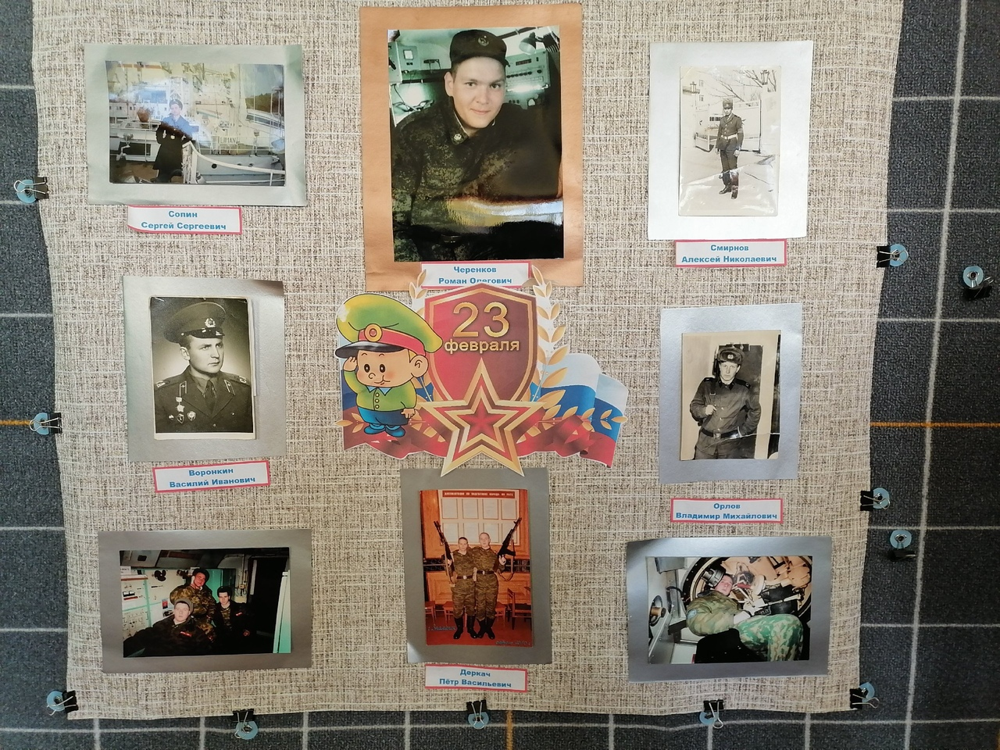 Сопин
Сергей Сергеевич
Черенков
Роман Олегович
Смирнов
Алексей Николаевич
23
февраля
Воронкин
Василий Иванович
Орлов
Владимир Михайлович
Деркач
Пётр Васильевич